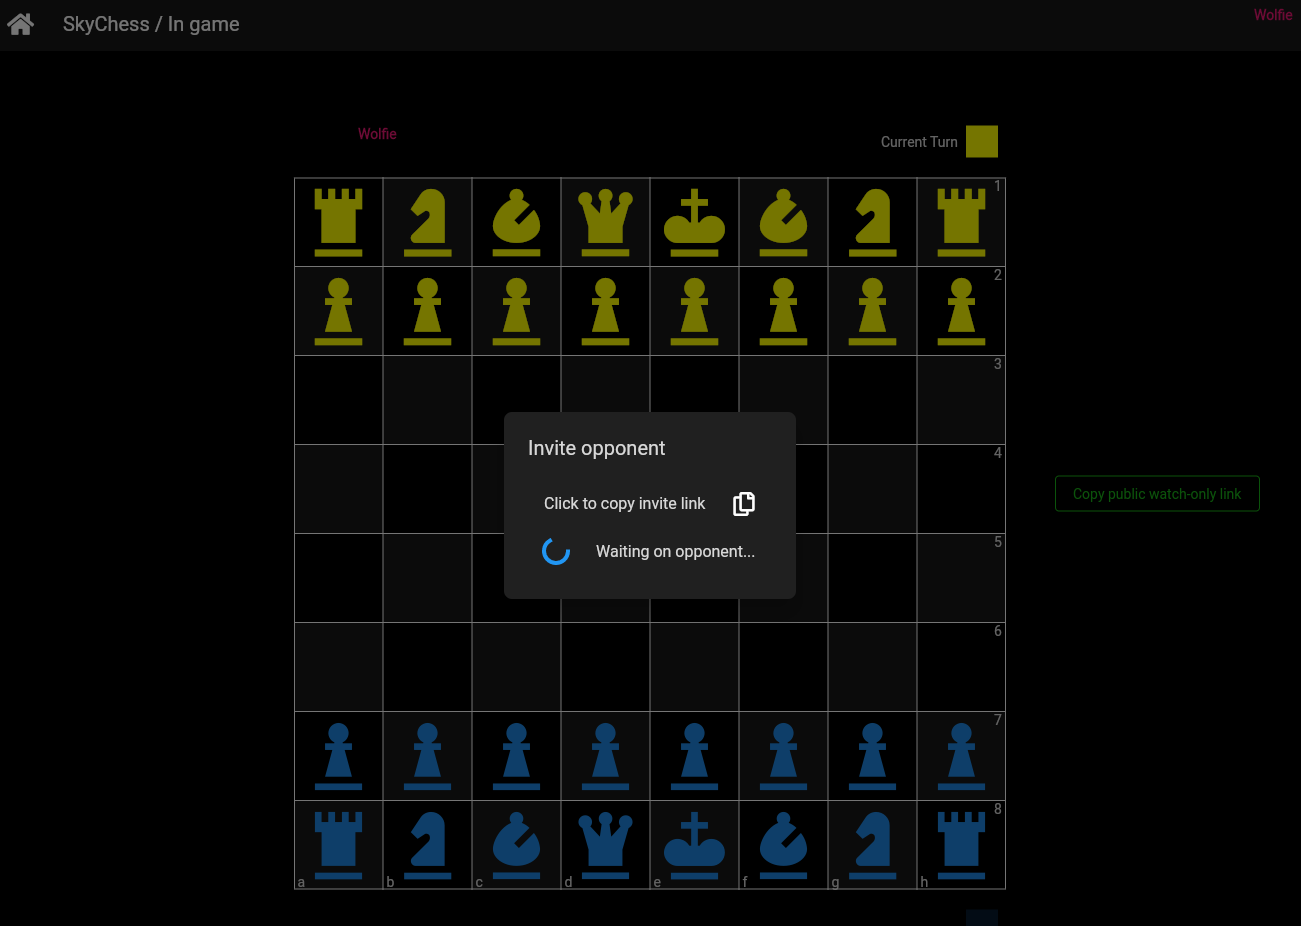 SkyChess / In game
Wolfie
Wolfie
Current Turn
1
2
3
Invite opponent
4
Click to copy invite link
Copy public watch-only link
5
Waiting on opponent...
6
7
8
a b c d e f g h